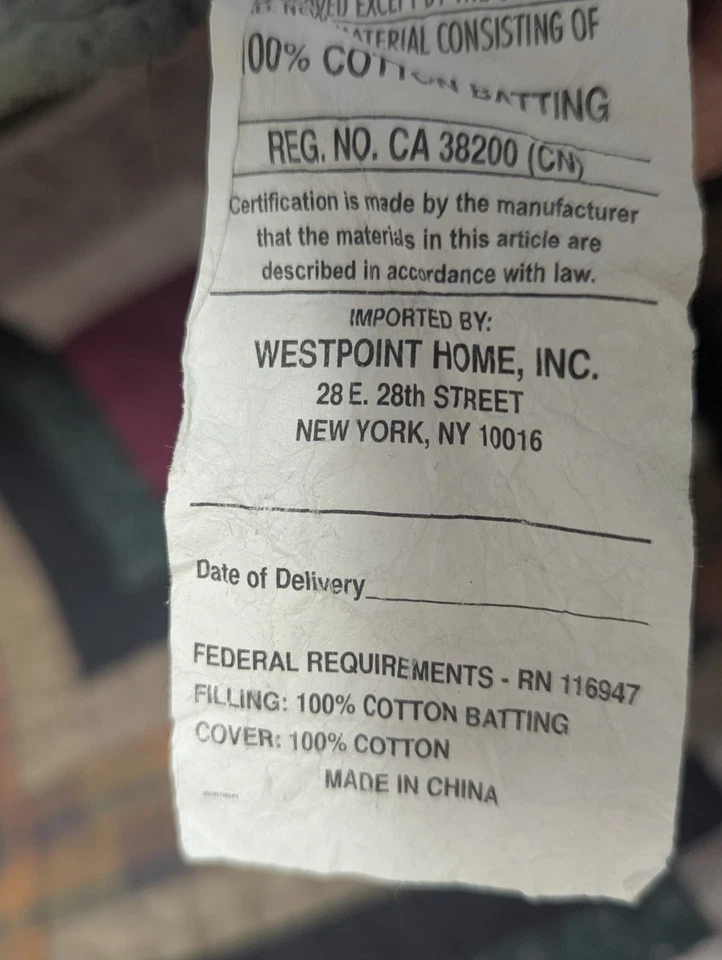 MATERIAL CONSISTING OF
100% COTTON BATTING
REG. NO. CA 38200 (CN)
Certification is made by the manufacturer
that the materials in this article are
described in accordance with law.
IMPORTED BY:
WESTPOINT HOME, INC.
28 E. 28th STREET
NEW YORK, NY 10016
Date of Delivery
FEDERAL REQUIREMENTS - RN 116947
FILLING: 100% COTTON BATTING
COVER: 100% COTTON
MADE IN CHINA